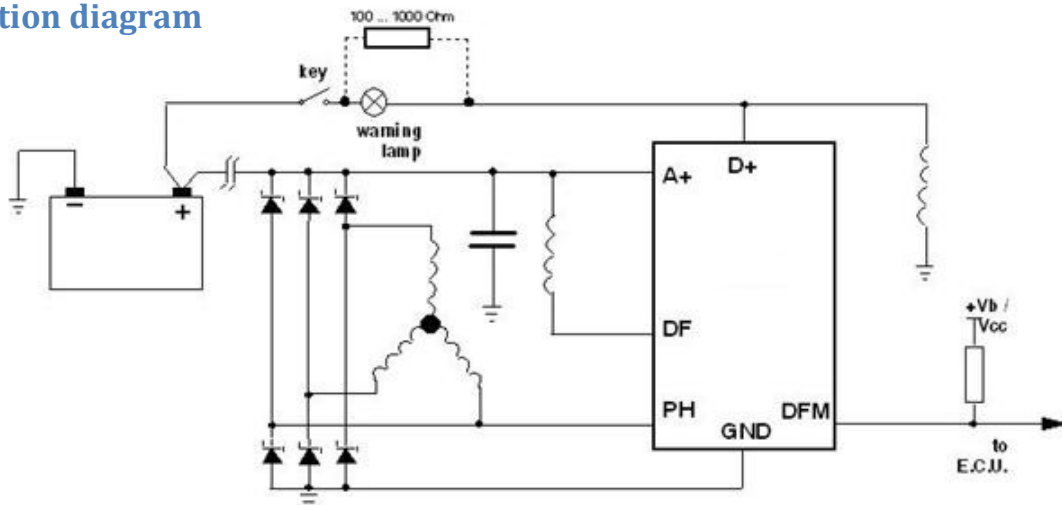 tion diagram
100 ... 1000 Ohm
key
warning
lamp
A+
D+
−
+
DF
+Vb /
Vcc
PH
DFM
GND
to
E.C.U.